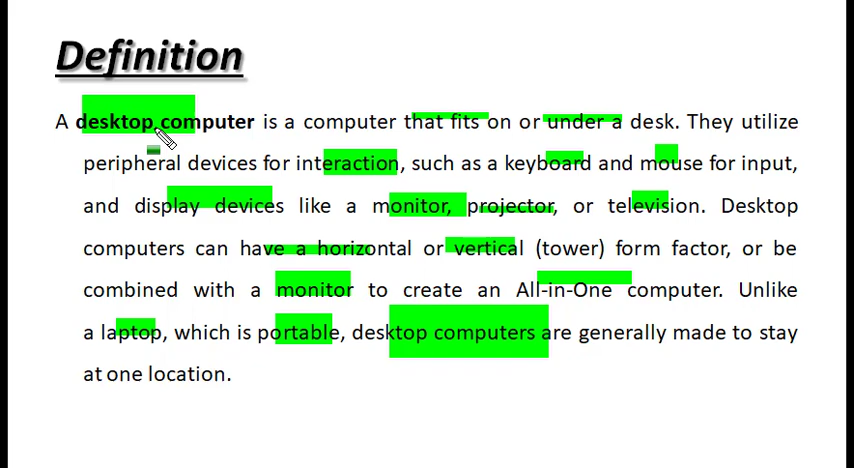 Definition
A desktop computer is a computer that fits on or under a desk. They utilize
peripheral devices for interaction, such as a keyboard and mouse for input,
and display devices like a monitor, projector, or television. Desktop
computers can have a horizontal or vertical (tower) form factor, or be
combined with a monitor to create an All-in-One computer. Unlike
a laptop, which is portable, desktop computers are generally made to stay
at one location.